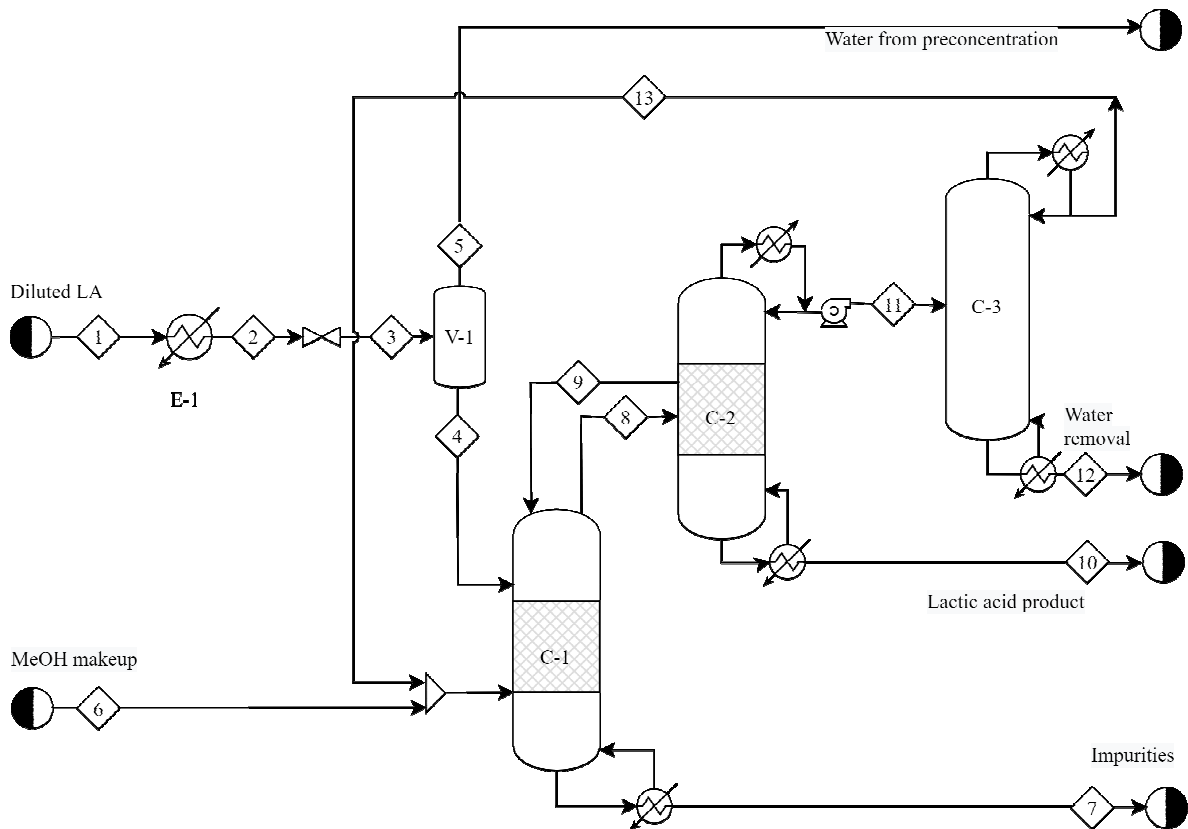 Water from preconcentration
13
5
Diluted LA
11
C-3
1
2
3
V-1
E-1
9
8
C-2
4
Water
removal
12
10
Lactic acid product
C-1
MeOH makeup
6
Impurities
7